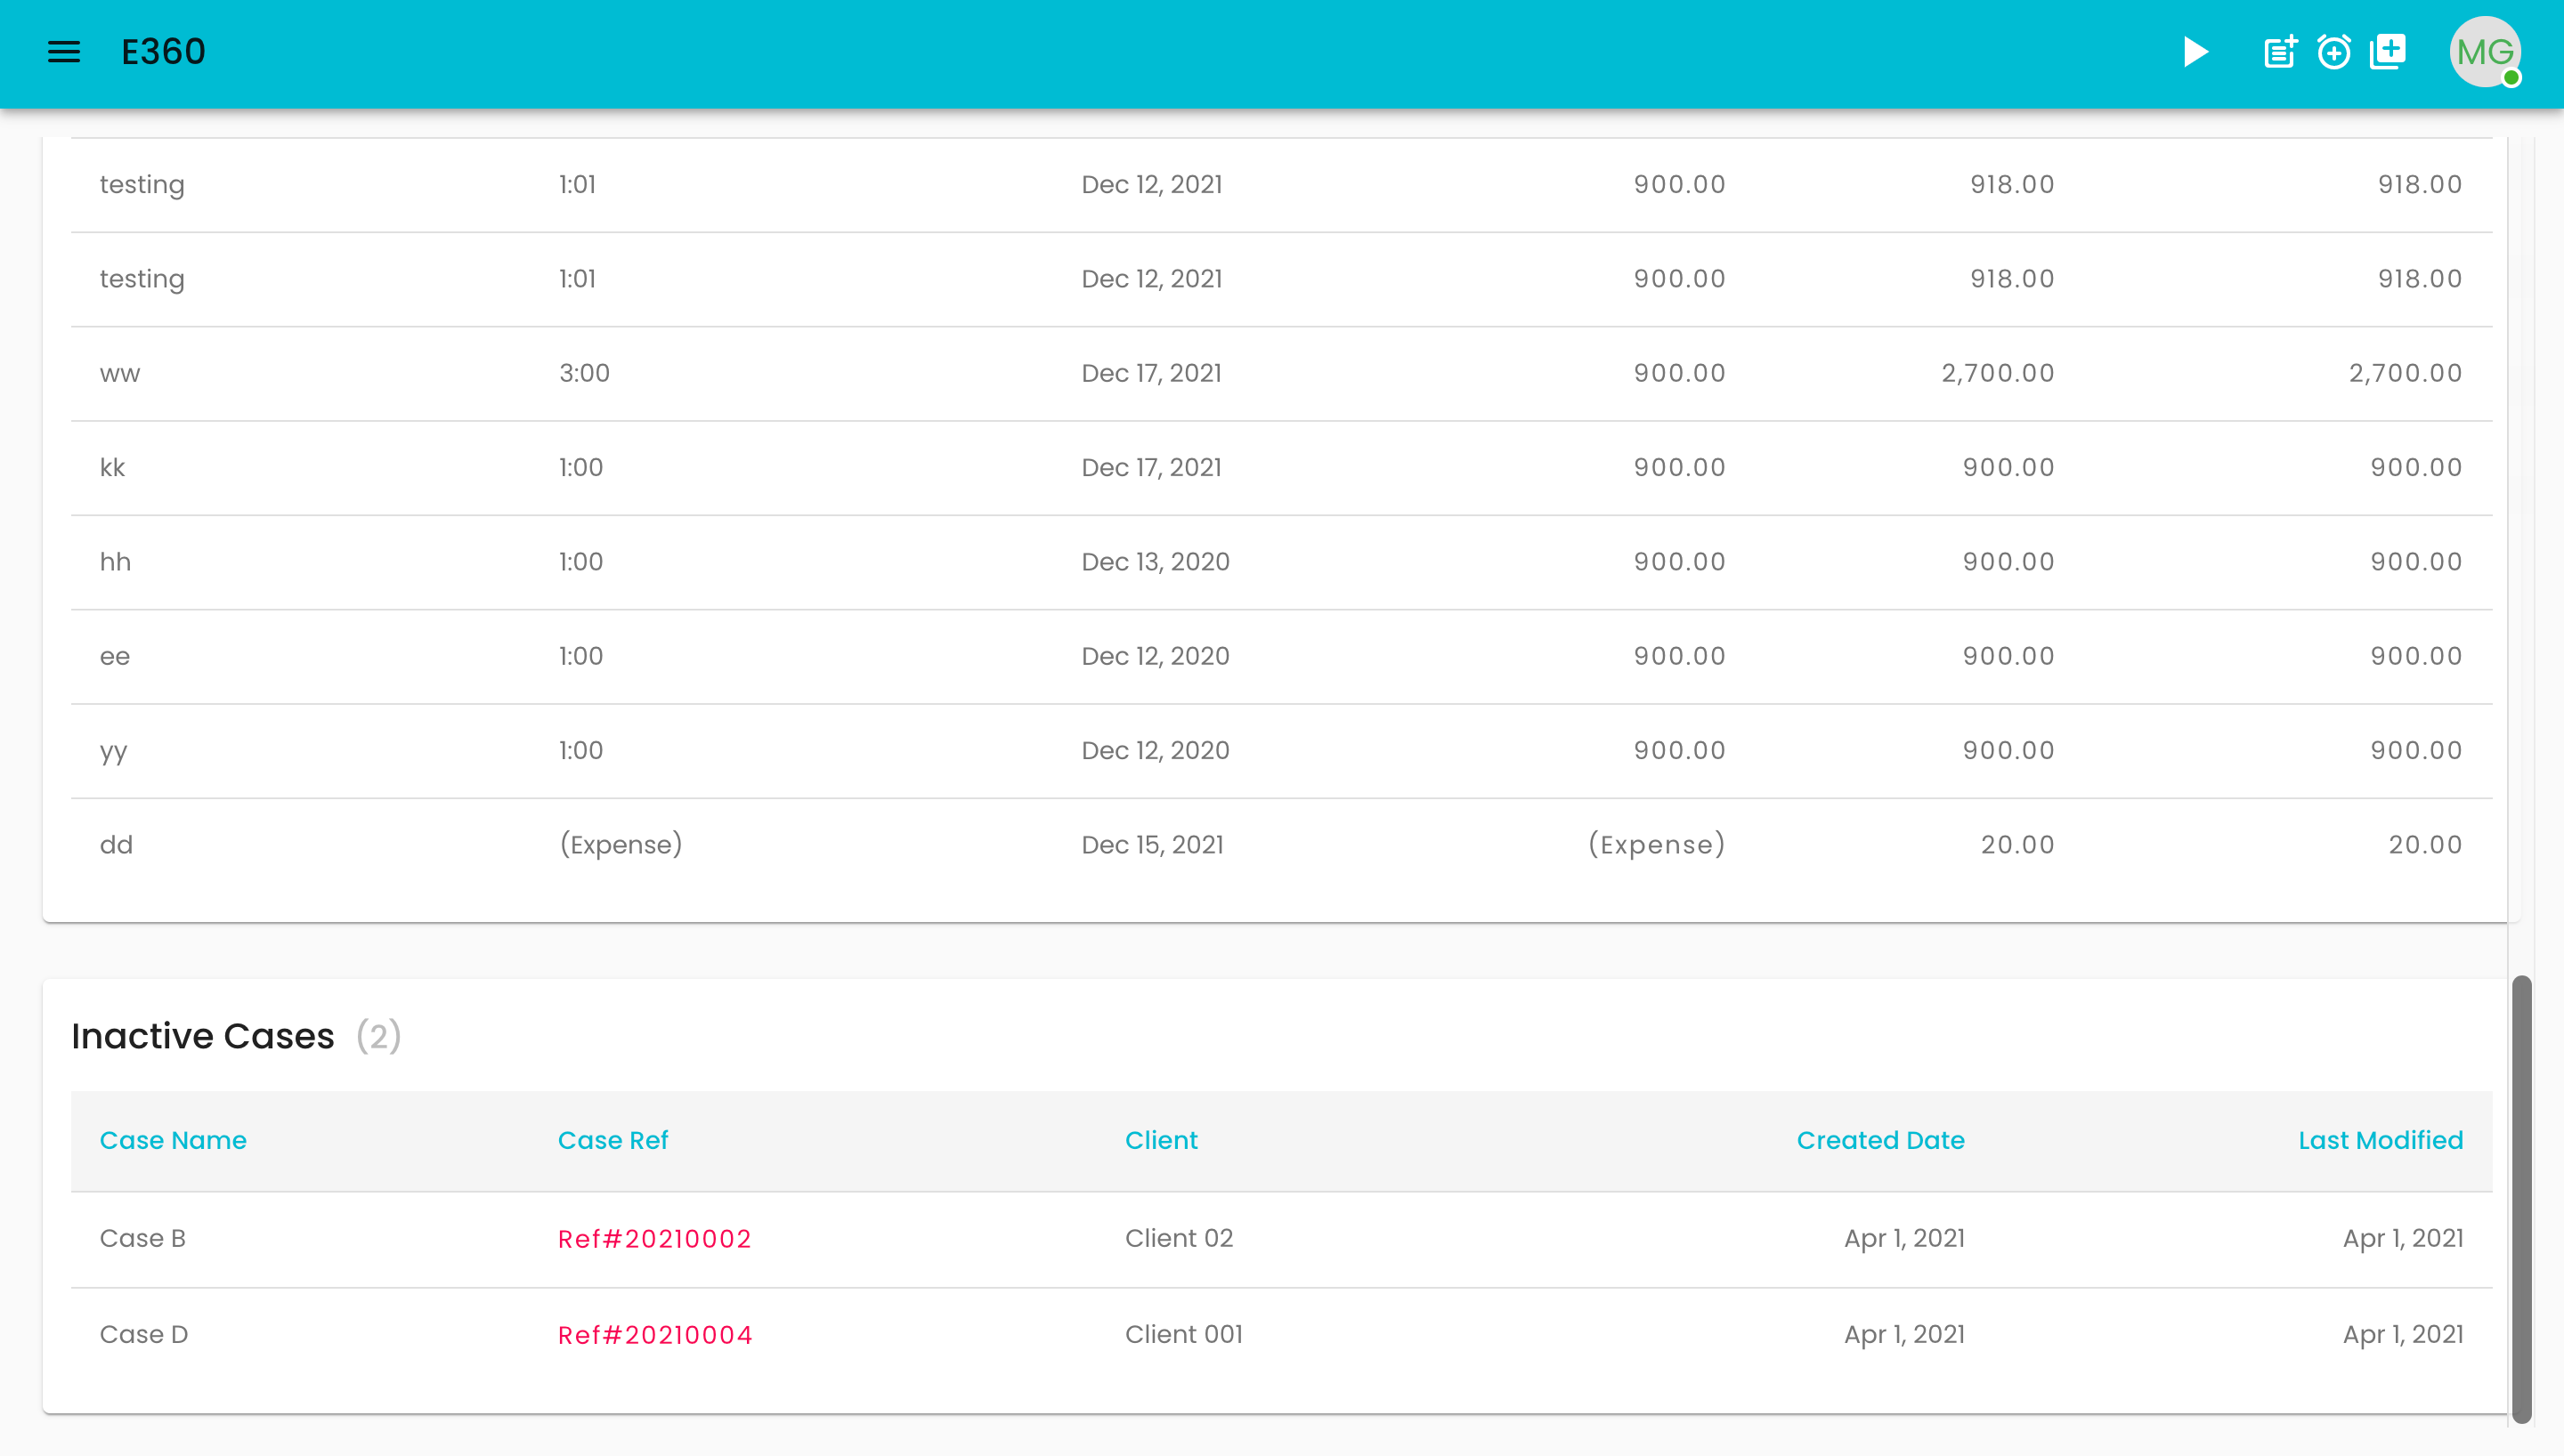 E360
MG
testing 1:01 Dec 12, 2021 900.00 918.00 918.00
testing 1:01 Dec 12, 2021 900.00 918.00 918.00
ww 3:00 Dec 17, 2021 900.00 2,700.00 2,700.00
kk 1:00 Dec 17, 2021 900.00 900.00 900.00
hh 1:00 Dec 13, 2020 900.00 900.00 900.00
ee 1:00 Dec 12, 2020 900.00 900.00 900.00
yy 1:00 Dec 12, 2020 900.00 900.00 900.00
dd (Expense) Dec 15, 2021 (Expense) 20.00 20.00
Inactive Cases (2)
Case Name Case Ref Client Created Date Last Modified
Case B Ref#20210002 Client 02 Apr 1, 2021 Apr 1, 2021
Case D Ref#20210004 Client 001 Apr 1, 2021 Apr 1, 2021